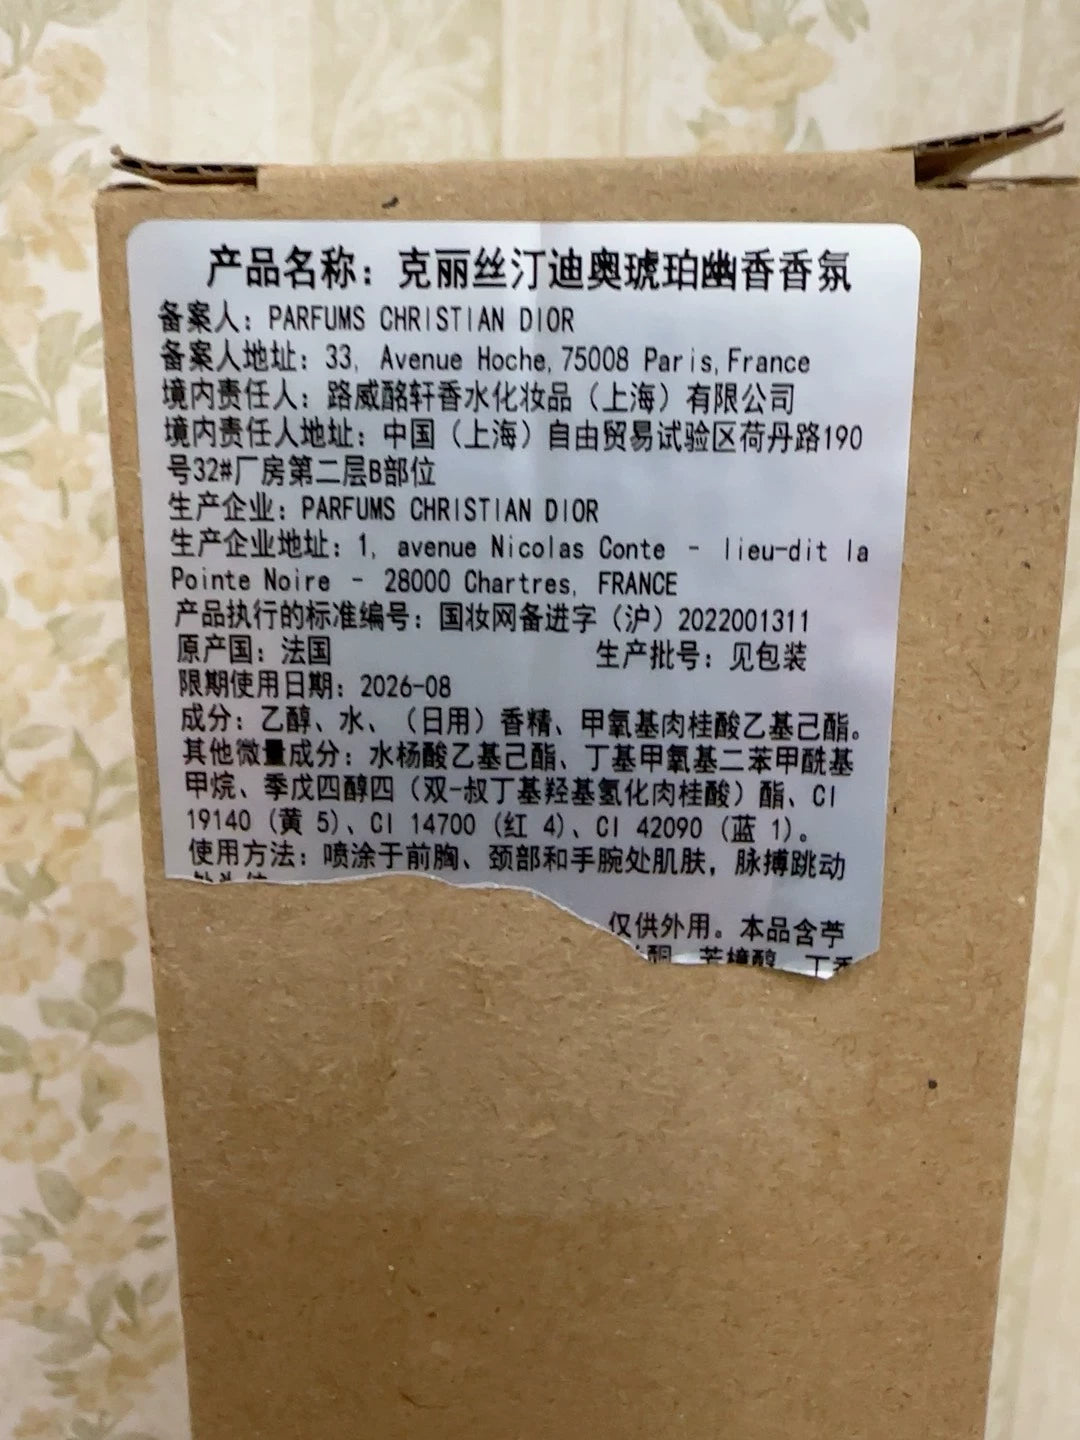 产品名称：克丽丝汀迪奥琥珀幽香香氛
备案人：PARFUMS CHRISTIAN DIOR
备案人地址：33, Avenue Hoche,75008 Paris,France
境内责任人：路威酩轩香水化妆品（上海）有限公司
境内责任人地址：中国（上海）自由贸易试验区荷丹路190
号32#厂房第二层B部位
生产企业：PARFUMS CHRISTIAN DIOR
生产企业地址：1, avenue Nicolas Conte - lieu-dit la
Pointe Noire - 28000 Chartres, FRANCE
产品执行的标准编号：国妆网备进字（沪）2022001311
原产国：法国 生产批号：见包装
限期使用日期：2026-08
成分：乙醇、水、（日用）香精、甲氧基肉桂酸乙基己酯。
其他微量成分：水杨酸乙基己酯、丁基甲氧基二苯甲酰基
甲烷、季戊四醇四（双-叔丁基羟基氢化肉桂酸）酯、CI
19140（黄 5）、CI 14700（红 4）、CI 42090（蓝 1）。
使用方法：喷涂于前胸、颈部和手腕处肌肤，脉搏跳动
仅供外用。本品含苧
芳樟醇、丁香